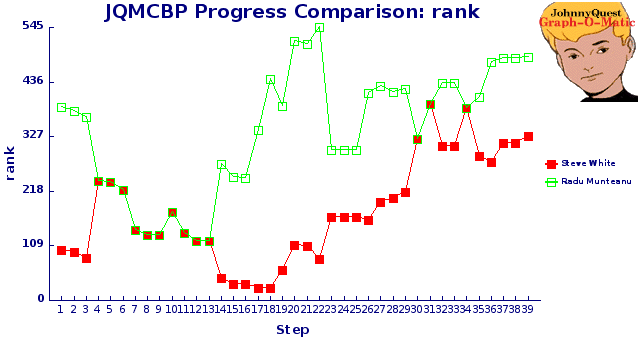 JQMCBP Progress Comparison: rank
JohnnyQuest
Graph-O-Matic
545
436
327
218
109
0
rank
1 2 3 4 5 6 7 8 9 10 11 12 13 14 15 16 17 18 19 20 21 22 23 24 25 26 27 28 29 30 31 32 33 34 35 36 37 38 39
Step
Steve White
Radu Munteanu